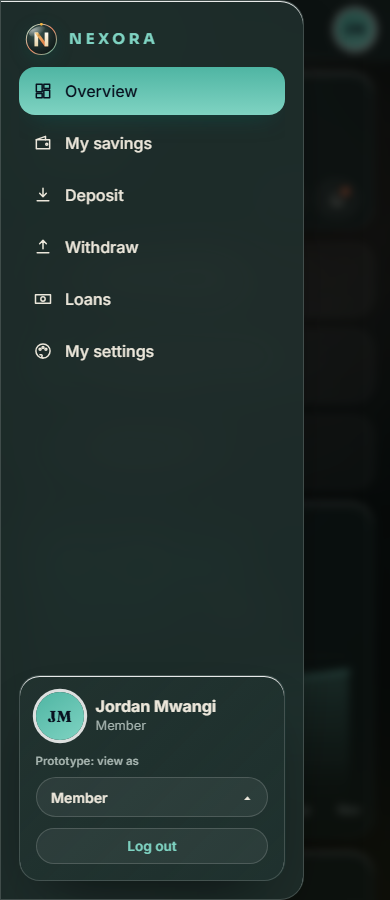 N NEXORA
Overview
My savings
Deposit
Withdraw
Loans
My settings
JM
Jordan Mwangi
Member
Prototype: view as
Member
Log out